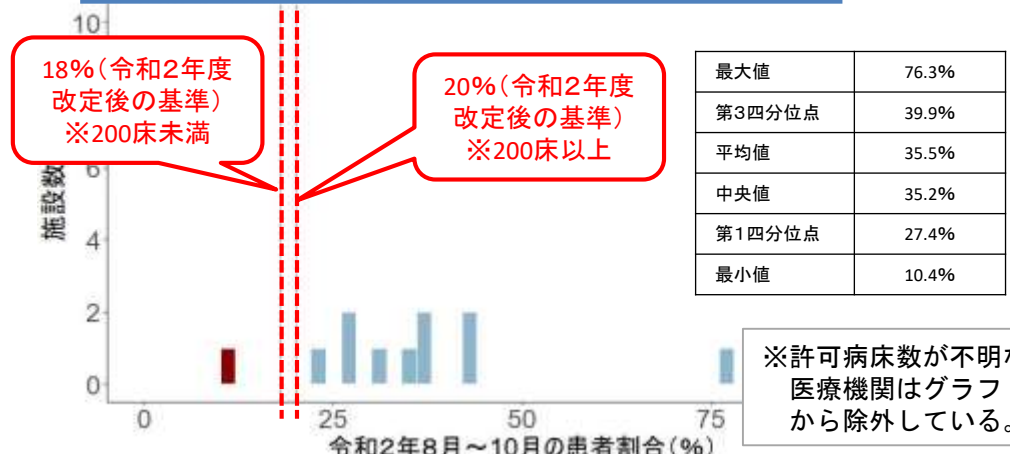 10
18%(令和2年度
改定後の基準)
※200床未満
20%(令和2年度
改定後の基準)
※200床以上
最大値 76.3%
第3四分位点 39.9%
平均値 35.5%
中央値 35.2%
第1四分位点 27.4%
最小値 10.4%
施設数
6
4
2
0
0 25 50 75
令和2年8月~10月の患者割合(%)
※許可病床数が不明な
医療機関はグラフ
から除外している。